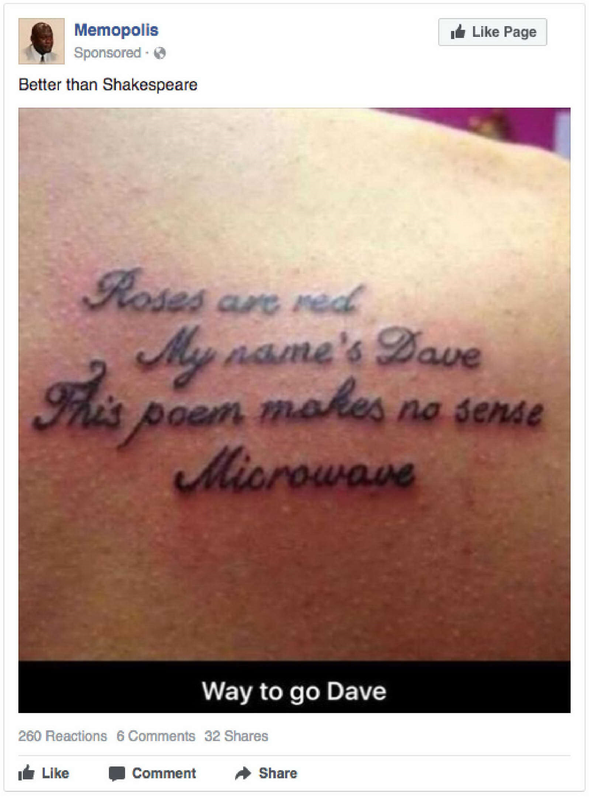 Memopolis
Like Page
Sponsored ·
Better than Shakespeare
Roses are red
My name's Dave
This poem makes no sense
Microwave
Way to go Dave
260 Reactions 6 Comments 32 Shares
Like Comment Share